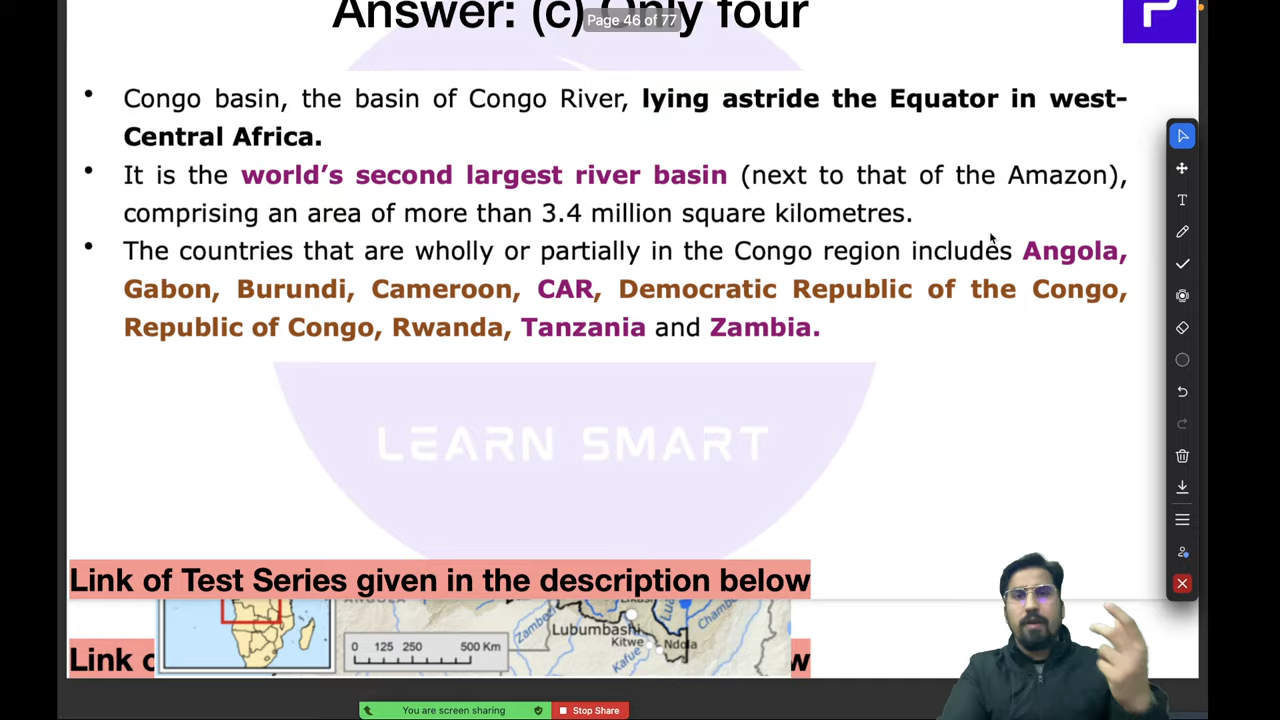 Answer: (c) Only four
Page 46 of 77
• Congo basin, the basin of Congo River, lying astride the Equator in west-
Central Africa.
• It is the world's second largest river basin (next to that of the Amazon),
comprising an area of more than 3.4 million square kilometres.
• The countries that are wholly or partially in the Congo region includes Angola,
Gabon, Burundi, Cameroon, CAR, Democratic Republic of the Congo,
Republic of Congo, Rwanda, Tanzania and Zambia.
LEARN SMART
Link of Test Series given in the description below
ANGOLA
Zambezi
Lubumbashi
Kitwe
Ndola
Kafue
0 125 250 500 Km
Link
You are screen sharing
Stop Share